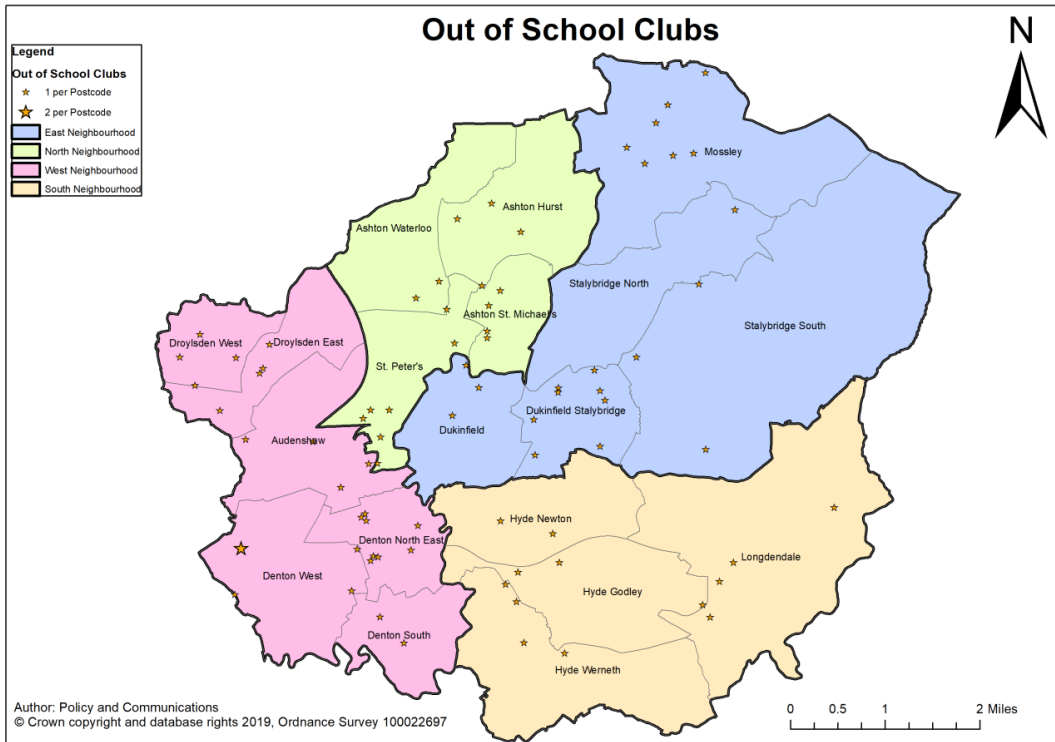 Out of School Clubs
N
Legend
Out of School Clubs
1 per Postcode
2 per Postcode
East Neighbourhood
North Neighbourhood
West Neighbourhood
South Neighbourhood
Mossley
Ashton Hurst
Ashton Waterloo
Stalybridge North
Ashton St. Michael's
Stalybridge South
Droylsden West
Droylsden East
St. Peter's
Dukinfield Stalybridge
Dukinfield
Audenshaw
Hyde Newton
Denton North East
Longdendale
Denton West
Hyde Godley
Denton South
Hyde Werneth
Author: Policy and Communications
© Crown copyright and database rights 2019, Ordnance Survey 100022697
0 0.5 1 2 Miles